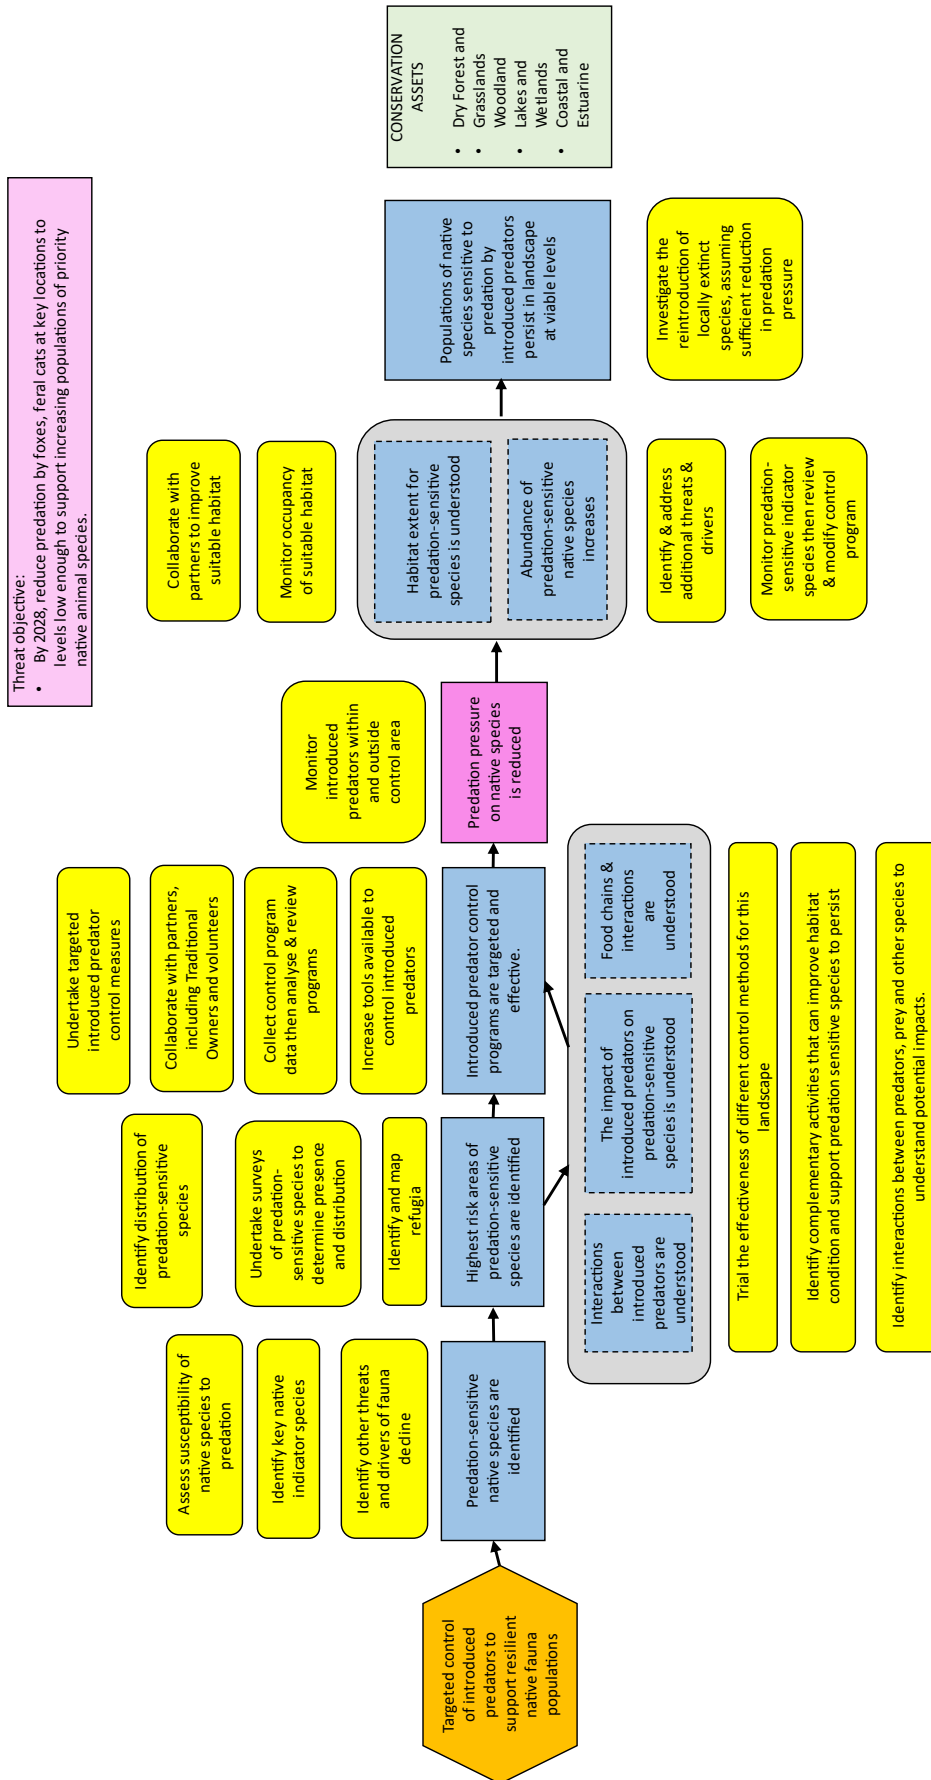 Threat objective:
• By 2028, reduce predation by foxes, feral cats at key locations to
levels low enough to support increasing populations of priority
native animal species.
Targeted control
of introduced
predators to
support resilient
native fauna
populations
Assess susceptibility of
native species to
predation
Identify key native
indicator species
Identify other threats
and drivers of fauna
decline
Predation-sensitive
native species are
identified
Identify distribution of
predation-sensitive
species
Undertake surveys
of predation-
sensitive species to
determine presence
and distribution
Identify and map
refugia
Highest risk areas of
predation-sensitive
species are identified
Undertake targeted
introduced predator
control measures
Collaborate with partners,
including Traditional
Owners and volunteers
Collect control program
data then analyse & review
programs
Increase tools available to
control introduced
predators
Introduced predator control
programs are targeted and
effective.
Interactions
between
introduced
predators are
understood
The impact of
introduced predators on
predation-sensitive
species is understood
Food chains &
interactions
are
understood
Trial the effectiveness of different control methods for this
landscape
Identify complementary activities that can improve habitat
condition and support predation sensitive species to persist
Identify interactions between predators, prey and other species to
understand potential impacts.
Monitor
introduced
predators within
and outside
control area
Predation pressure
on native species
is reduced
Collaborate with
partners to improve
suitable habitat
Monitor occupancy
of suitable habitat
Habitat extent for
predation-sensitive
species is understood
Abundance of
predation-sensitive
native species
increases
Identify & address
additional threats &
drivers
Monitor predation-
sensitive indicator
species then review
& modify control
program
Populations of native
species sensitive to
predation by
introduced predators
persist in landscape
at viable levels
Investigate the
reintroduction of
locally extinct
species, assuming
sufficient reduction
in predation
pressure
CONSERVATION
ASSETS
• Dry Forest and
• Grasslands
Woodland
• Lakes and
Wetlands
• Coastal and
Estuarine